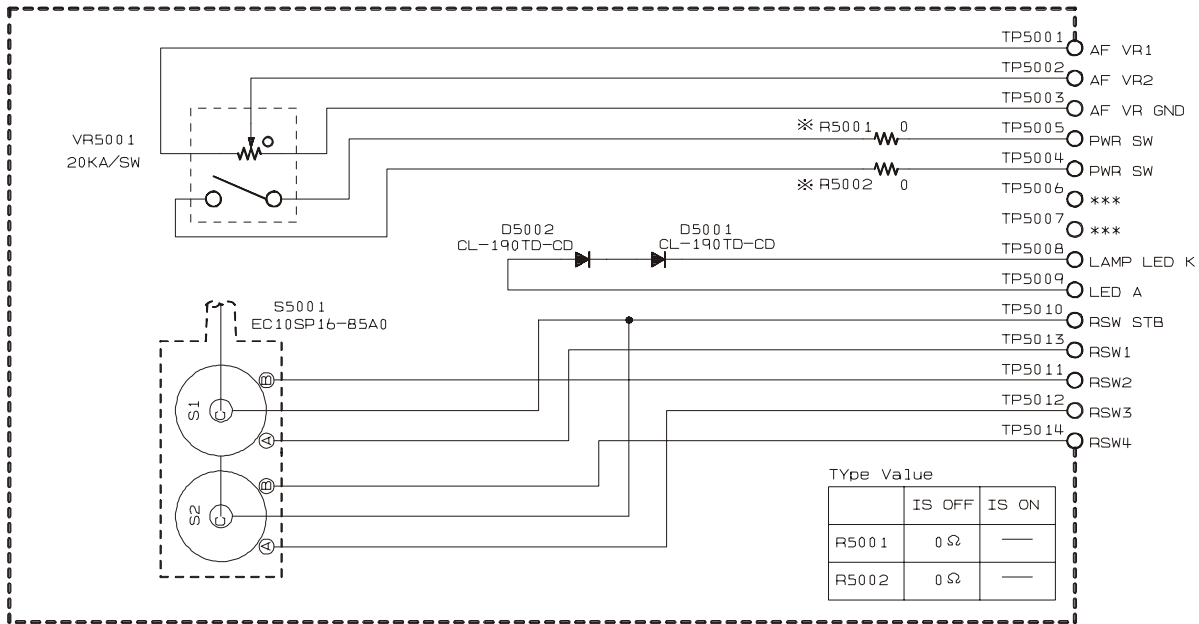 TP5001
AF VR1
TP5002
AF VR2
TP5003
AF VR GND
VR5001
20KA/SW
※ R5001 0
TP5005
PWR SW
TP5004
PWR SW
※ R5002 0
TP5006
***
TP5007
***
D5002
CL-190TD-CD
D5001
CL-190TD-CD
TP5008
LAMP LED K
TP5009
LED A
S5001
EC10SP16-85A0
TP5010
RSW STB
TP5013
RSW1
TP5011
RSW2
TP5012
RSW3
TP5014
RSW4
S1
C
B
A
S2
C
B
A
TYpe Value
IS OFF IS ON
R5001 0Ω —
R5002 0Ω —